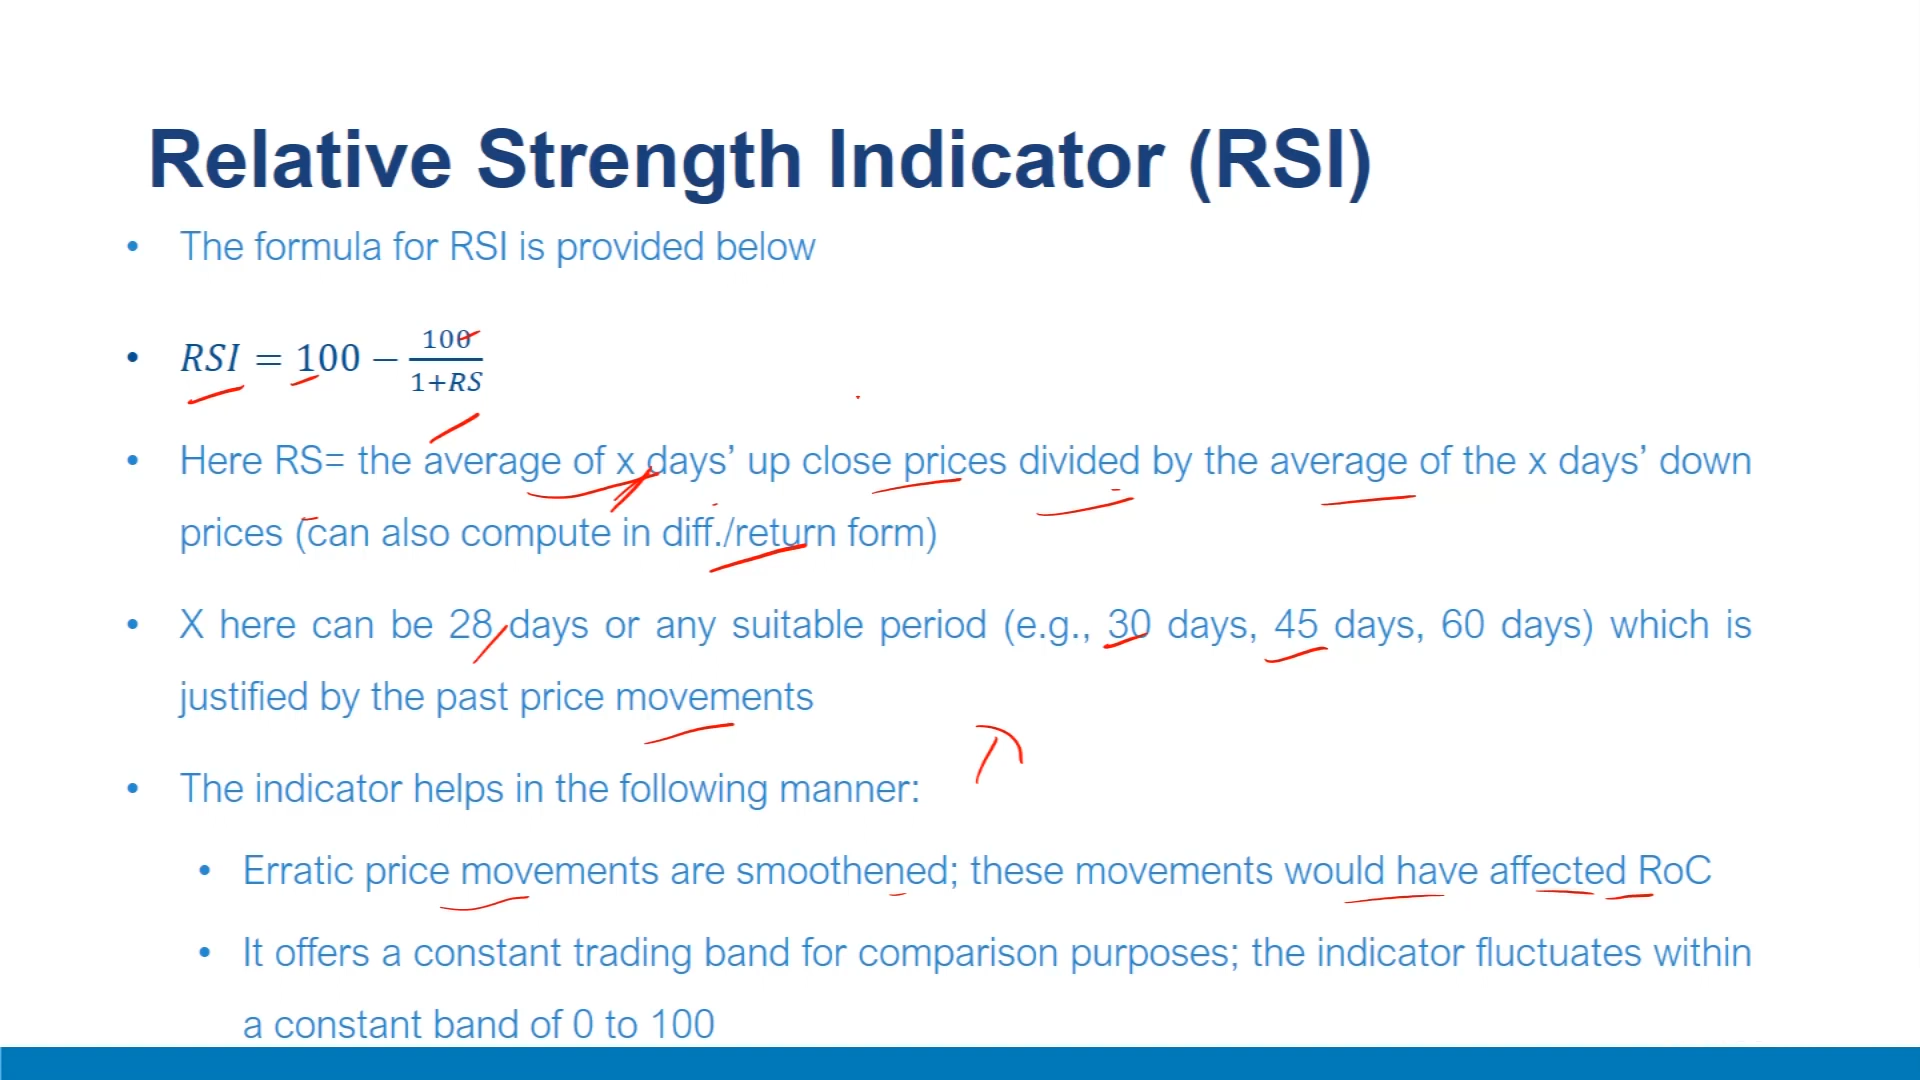 Relative Strength Indicator (RSI)
• The formula for RSI is provided below
• RSI = 100 − 100/(1+RS)
• Here RS= the average of x days’ up close prices divided by the average of the x days’ down
prices (can also compute in diff./return form)
• X here can be 28 days or any suitable period (e.g., 30 days, 45 days, 60 days) which is
justified by the past price movements
• The indicator helps in the following manner:
• Erratic price movements are smoothened; these movements would have affected RoC
• It offers a constant trading band for comparison purposes; the indicator fluctuates within
a constant band of 0 to 100